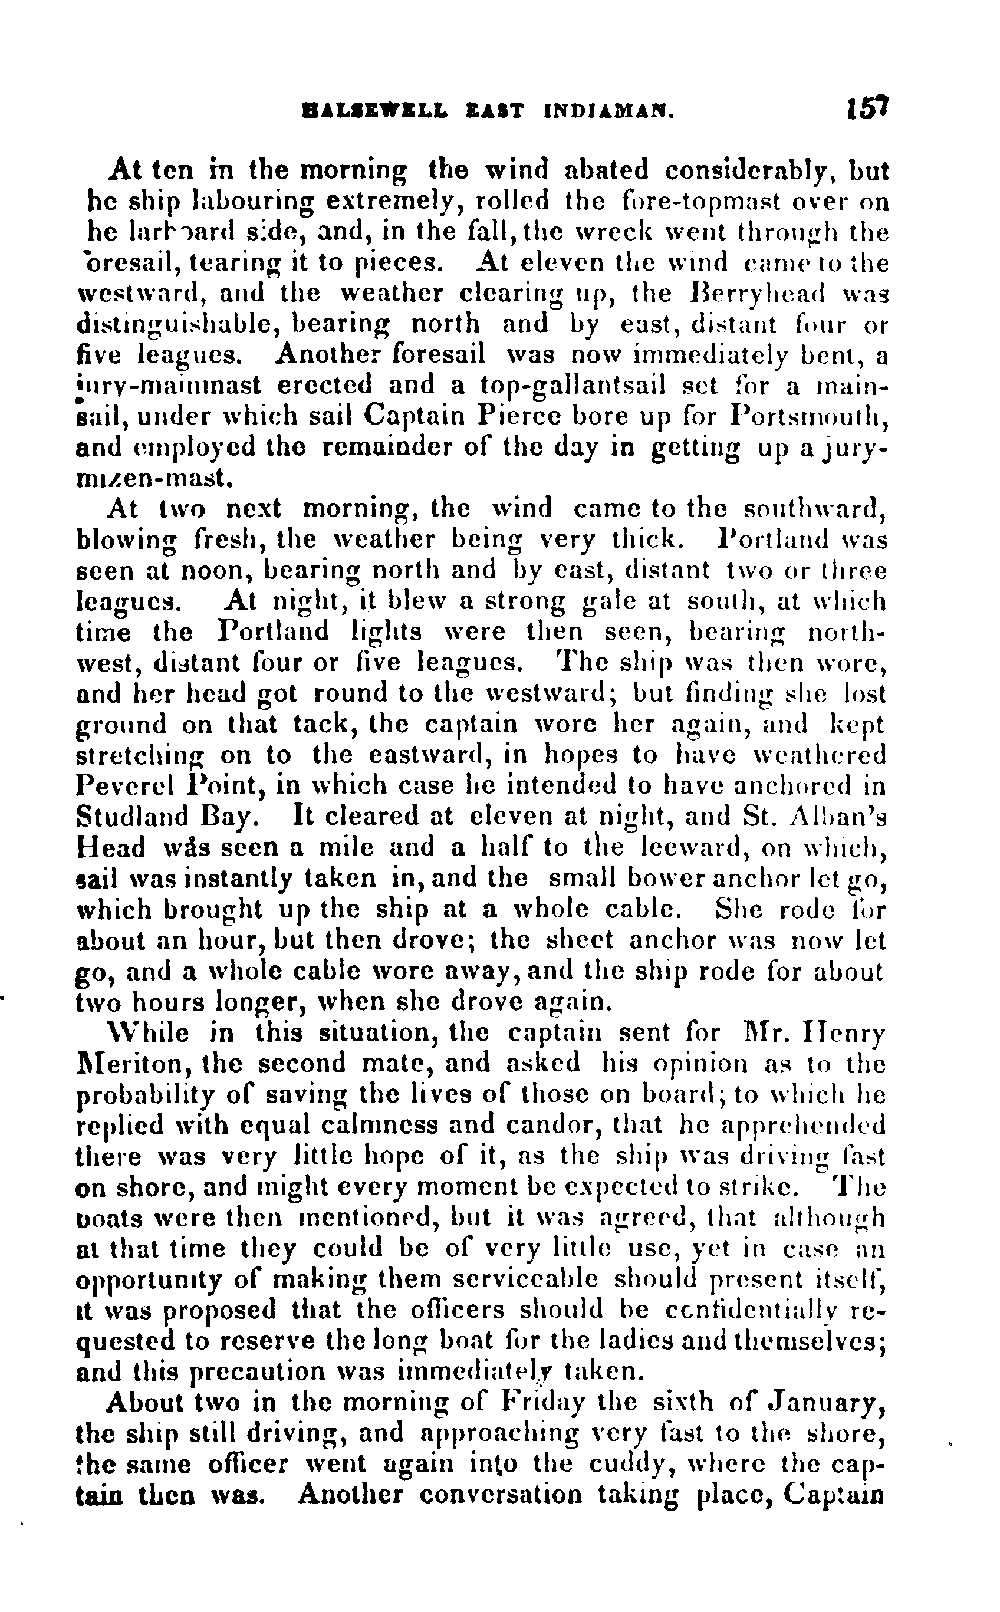 HALSEWELL EAST INDIAMAN. 157
At ten in the morning the wind abated considerably, but
he ship labouring extremely, rolled the fore-topmast over on
he larboard side, and, in the fall, the wreck went through the
oresail, tearing it to pieces. At eleven the wind came to the
westward, and the weather clearing up, the Berryhead was
distinguishable, bearing north and by east, distant four or
five leagues. Another foresail was now immediately bent, a
jury-mainmast erected and a top-gallantsail set for a main-
sail, under which sail Captain Pierce bore up for Portsmouth,
and employed the remainder of the day in getting up a jury-
mizen-mast.
At two next morning, the wind came to the southward,
blowing fresh, the weather being very thick. Portland was
seen at noon, bearing north and by east, distant two or three
leagues. At night, it blew a strong gale at south, at which
time the Portland lights were then seen, bearing north-
west, distant four or five leagues. The ship was then wore,
and her head got round to the westward; but finding she lost
ground on that tack, the captain wore her again, and kept
stretching on to the eastward, in hopes to have weathered
Peverel Point, in which case he intended to have anchored in
Studland Bay. It cleared at eleven at night, and St. Alban's
Head was seen a mile and a half to the leeward, on which,
sail was instantly taken in, and the small bower anchor let go,
which brought up the ship at a whole cable. She rode for
about an hour, but then drove; the sheet anchor was now let
go, and a whole cable wore away, and the ship rode for about
two hours longer, when she drove again.
While in this situation, the captain sent for Mr. Henry
Meriton, the second mate, and asked his opinion as to the
probability of saving the lives of those on board; to which he
replied with equal calmness and candor, that he apprehended
there was very little hope of it, as the ship was driving fast
on shore, and might every moment be expected to strike. The
boats were then mentioned, but it was agreed, that although
at that time they could be of very little use, yet in case an
opportunity of making them serviceable should present itself,
it was proposed that the officers should be confidentially re-
quested to reserve the long boat for the ladies and themselves;
and this precaution was immediately taken.
About two in the morning of Friday the sixth of January,
the ship still driving, and approaching very fast to the shore,
the same officer went again into the cuddy, where the cap-
tain then was. Another conversation taking place, Captain